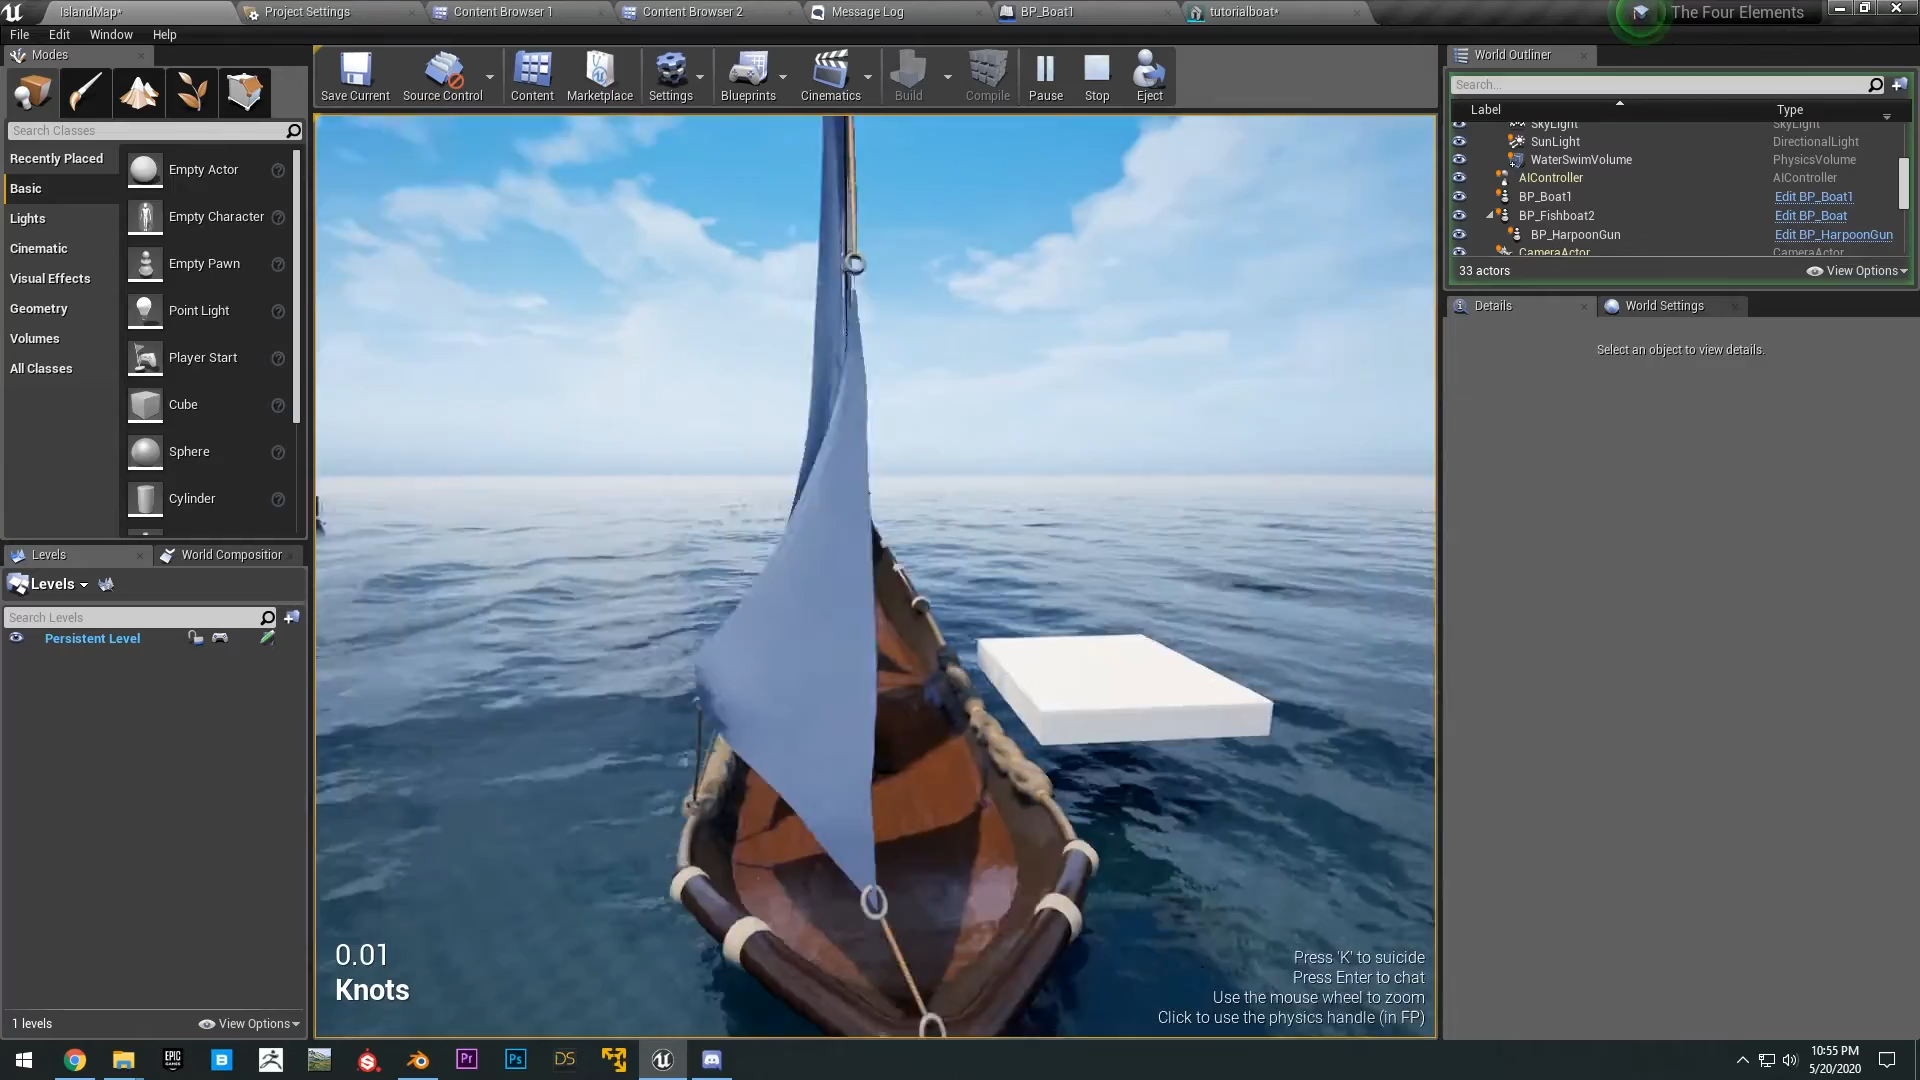 IslandMap*
Project Settings
Content Browser 1
Content Browser 2
Message Log
BP_Boat1
tutorialboat*
The Four Elements
File Edit Window Help
Modes
Search Classes
Recently Placed
Basic
Lights
Cinematic
Visual Effects
Geometry
Volumes
All Classes
Empty Actor
Empty Character
Empty Pawn
Point Light
Player Start
Cube
Sphere
Cylinder
Save Current
Source Control
Content
Marketplace
Settings
Blueprints
Cinematics
Build
Compile
Pause
Stop
Eject
World Outliner
Search...
Label Type
SkyLight SkyLight
SunLight DirectionalLight
WaterSwimVolume PhysicsVolume
AIController AIController
BP_Boat1 Edit BP_Boat1
BP_Fishboat2 Edit BP_Boat
BP_HarpoonGun Edit BP_HarpoonGun
CameraActor CameraActor
33 actors View Options
Details
World Settings
Select an object to view details.
Levels
World Composition
Levels
Search Levels
Persistent Level
1 levels View Options
0.01
Knots
Press 'K' to suicide
Press Enter to chat
Use the mouse wheel to zoom
Click to use the physics handle (in FP)
EPIC GAMES
B
Pr
Ps
DS
10:55 PM
5/20/2020